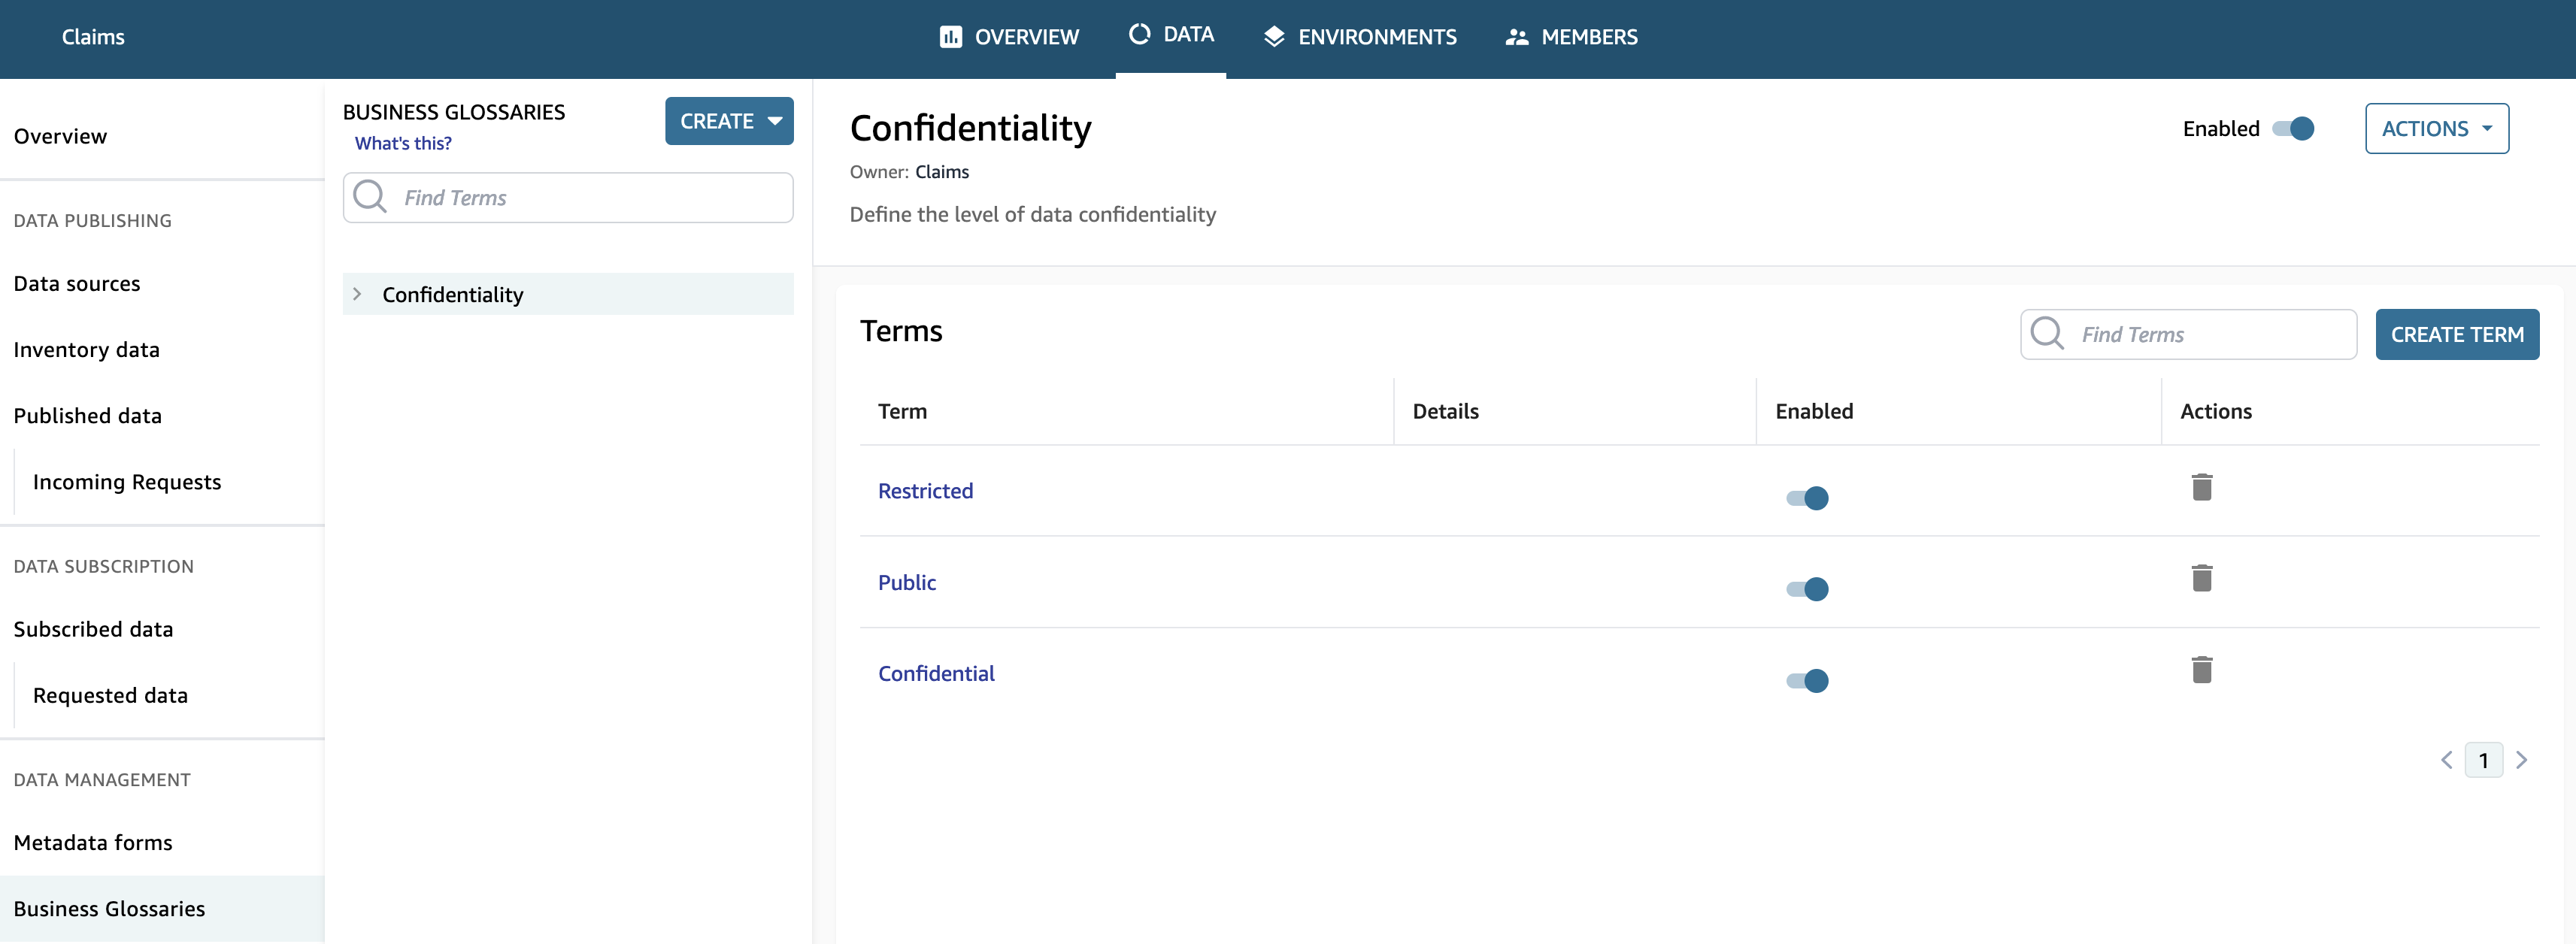 Claims
OVERVIEW
DATA
ENVIRONMENTS
MEMBERS
Overview
DATA PUBLISHING
Data sources
Inventory data
Published data
Incoming Requests
DATA SUBSCRIPTION
Subscribed data
Requested data
DATA MANAGEMENT
Metadata forms
Business Glossaries
BUSINESS GLOSSARIES
What's this?
CREATE
Find Terms
Confidentiality
Confidentiality
Owner: Claims
Define the level of data confidentiality
Enabled
ACTIONS
Terms
Find Terms
CREATE TERM
Term Details Enabled Actions
Restricted
Public
Confidential
1